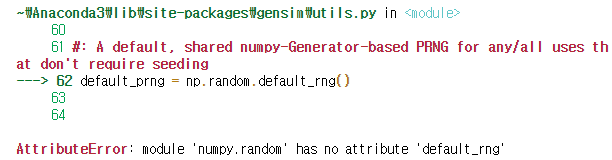 ~₩Anaconda3₩lib₩site-packages₩gensim₩utils.py in <module>
60
61 #: A default, shared numpy-Generator-based PRNG for any/all uses th
at don't require seeding
---> 62 default_prng = np.random.default_rng()
63
64
AttributeError: module 'numpy.random' has no attribute 'default_rng'